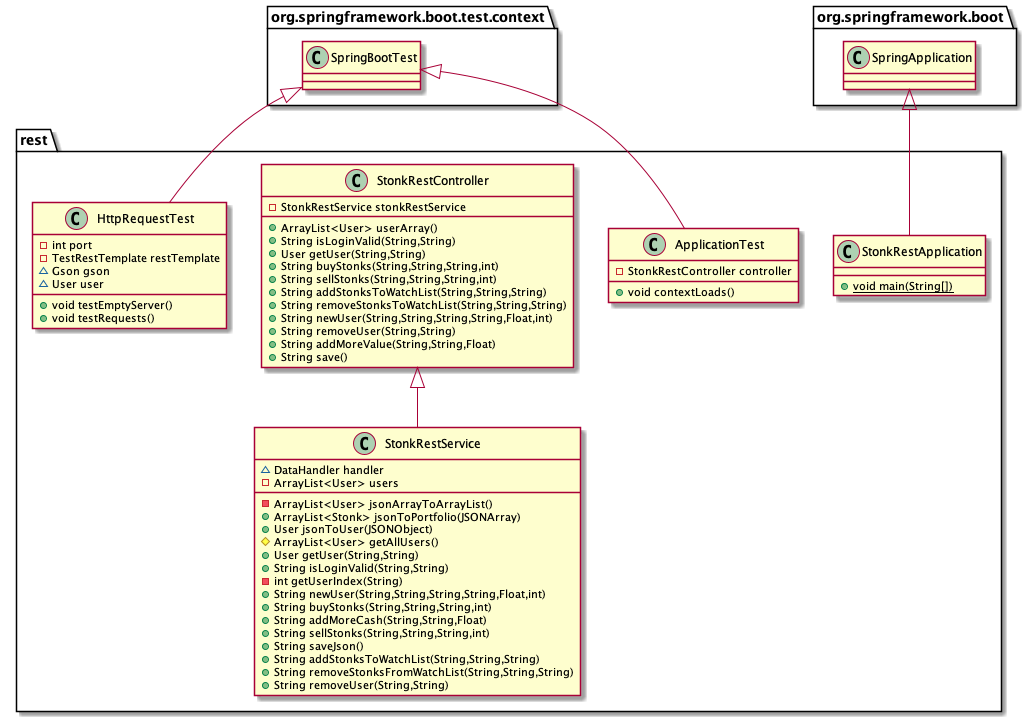 org.springframework.boot.test.context
C SpringBootTest
org.springframework.boot
C SpringApplication
rest
C HttpRequestTest
int port
TestRestTemplate restTemplate
Gson gson
User user
void testEmptyServer()
void testRequests()
C StonkRestController
StonkRestService stonkRestService
ArrayList<User> userArray()
String isLoginValid(String,String)
User getUser(String,String)
String buyStonks(String,String,String,int)
String sellStonks(String,String,String,int)
String addStonksToWatchList(String,String,String)
String removeStonksToWatchList(String,String,String)
String newUser(String,String,String,String,Float,int)
String removeUser(String,String)
String addMoreValue(String,String,Float)
String save()
C ApplicationTest
StonkRestController controller
void contextLoads()
C StonkRestApplication
void main(String[])
C StonkRestService
DataHandler handler
ArrayList<User> users
ArrayList<User> jsonArrayToArrayList()
ArrayList<Stonk> jsonToPortfolio(JSONArray)
User jsonToUser(JSONObject)
ArrayList<User> getAllUsers()
User getUser(String,String)
String isLoginValid(String,String)
int getUserIndex(String)
String newUser(String,String,String,String,Float,int)
String buyStonks(String,String,String,int)
String addMoreCash(String,String,Float)
String sellStonks(String,String,String,int)
String saveJson()
String addStonksToWatchList(String,String,String)
String removeStonksFromWatchList(String,String,String)
String removeUser(String,String)